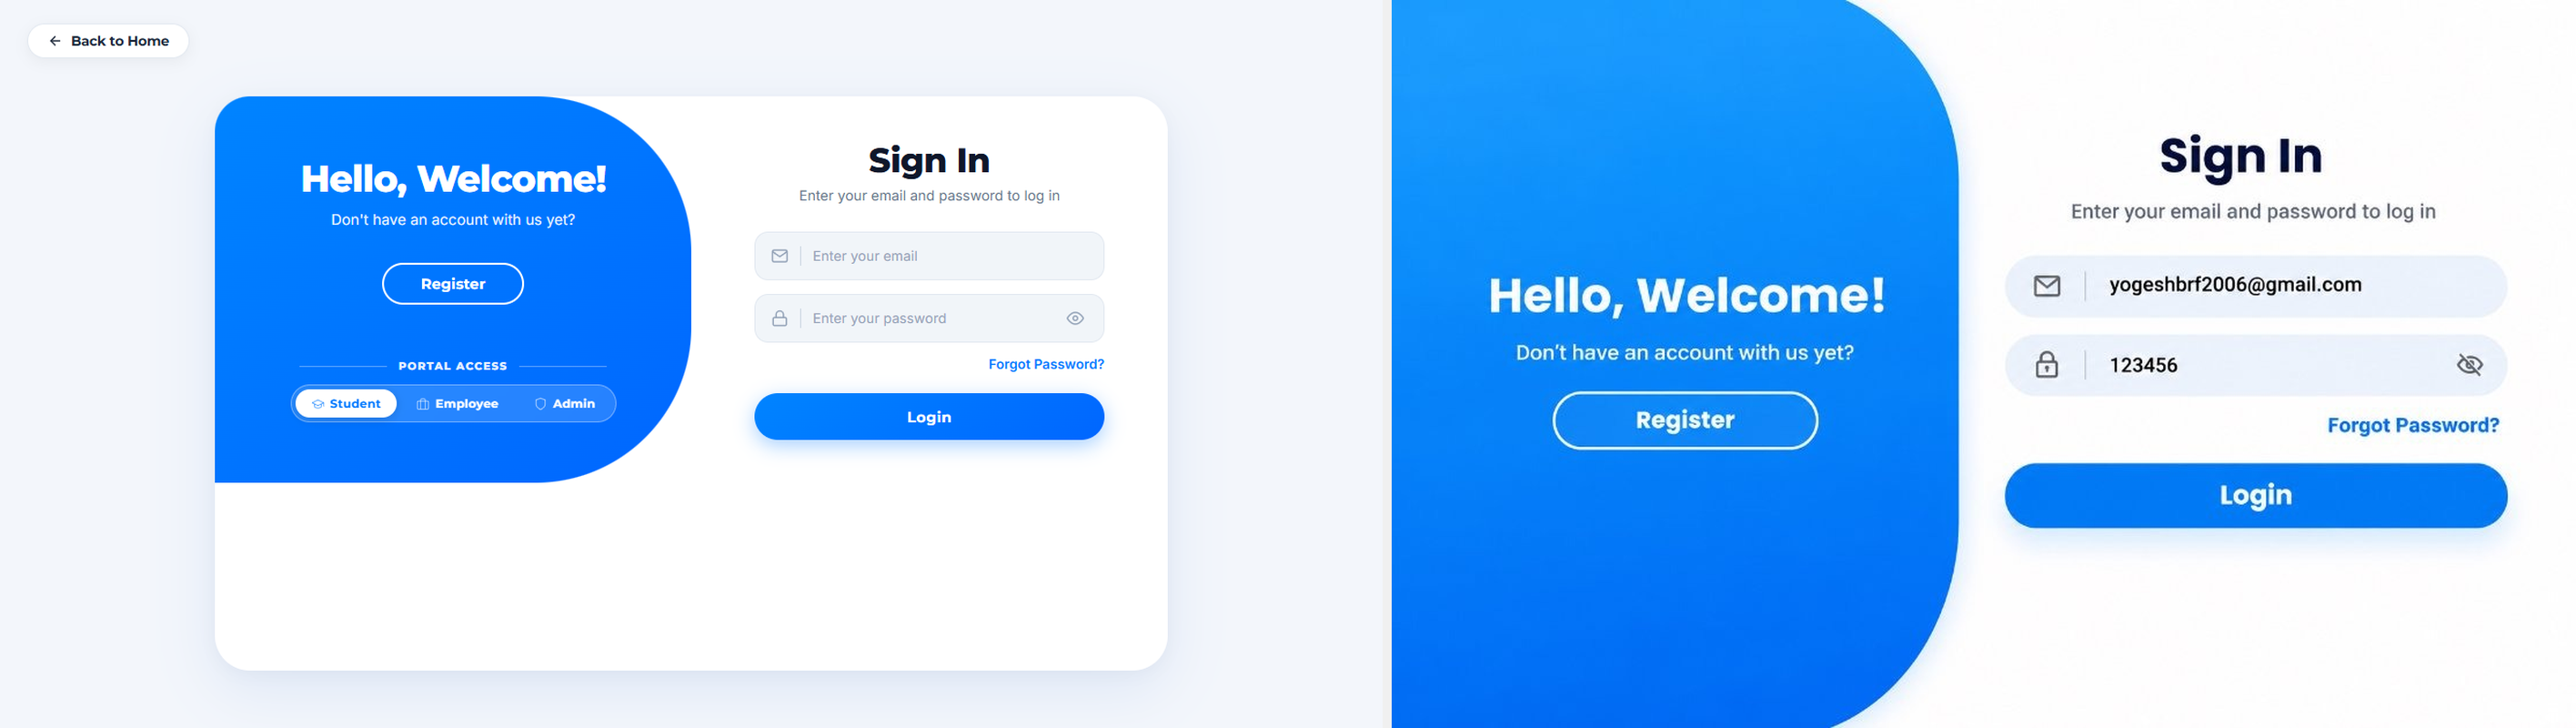 Back to Home
Hello, Welcome!
Don't have an account with us yet?
Register
PORTAL ACCESS
Student
Employee
Admin
Sign In
Enter your email and password to log in
Enter your email
Enter your password
Forgot Password?
Login
Hello, Welcome!
Don’t have an account with us yet?
Register
Sign In
Enter your email and password to log in
yogeshbrf2006@gmail.com
123456
Forgot Password?
Login